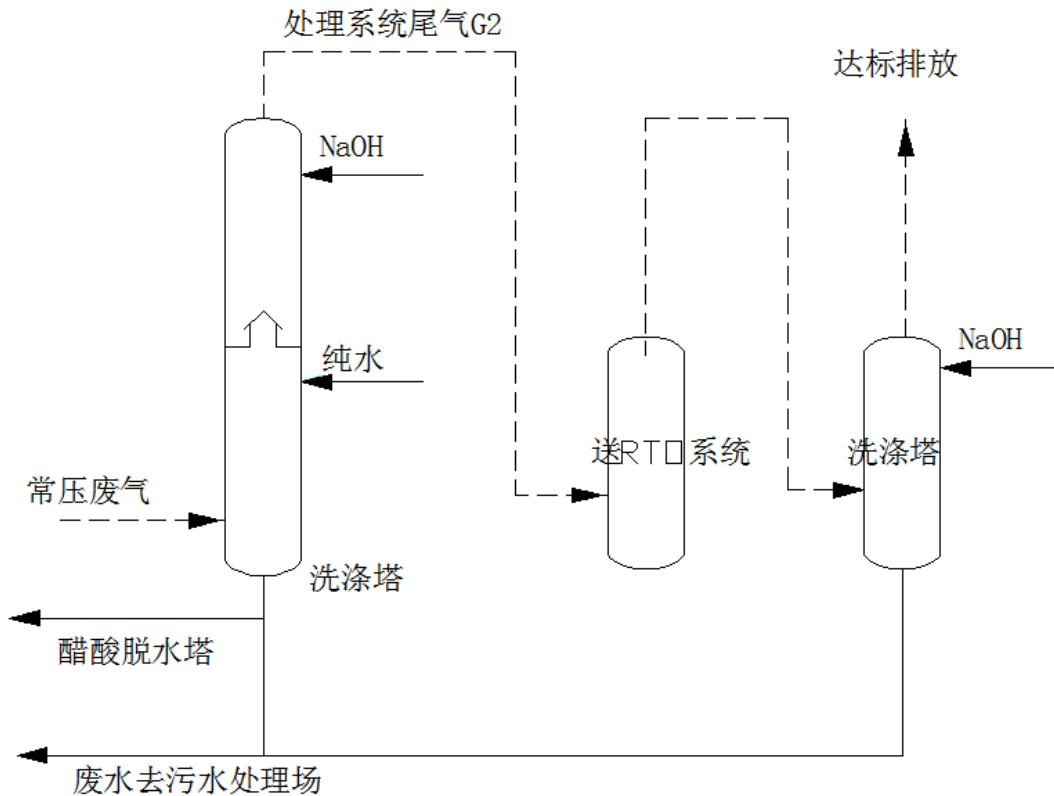 处理系统尾气G2
达标排放
NaOH
NaOH
纯水
送RTO系统
洗涤塔
常压废气
洗涤塔
醋酸脱水塔
废水去污水处理场